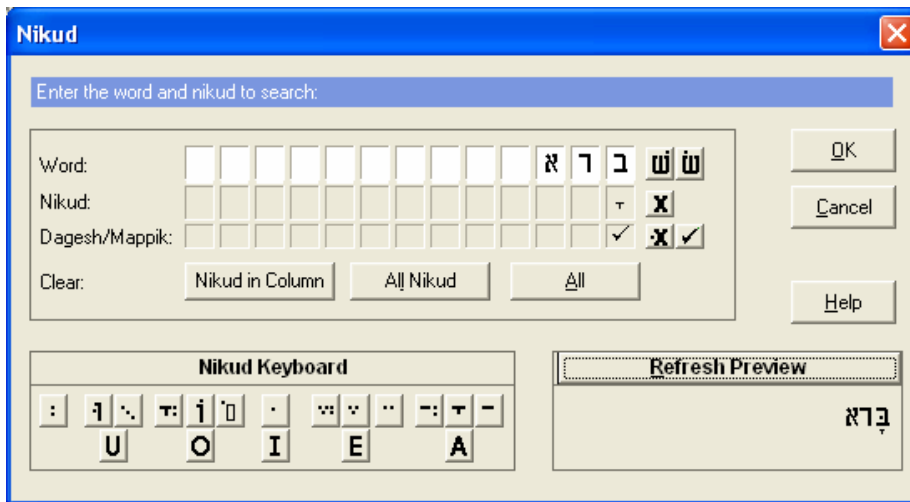 Nikud
Enter the word and nikud to search:
Word: א ר ב שׁ שׂ
Nikud: ָ X
Dagesh/Mappik: ✓ ·X ✓
Clear: Nikud in Column All Nikud All
OK
Cancel
Help
Nikud Keyboard
ְ וּ ֻ ֳ וֹ ֹ ִ ֱ ֶ ֵ ֲ ָ ַ
U O I E A
Refresh Preview
בָּרא